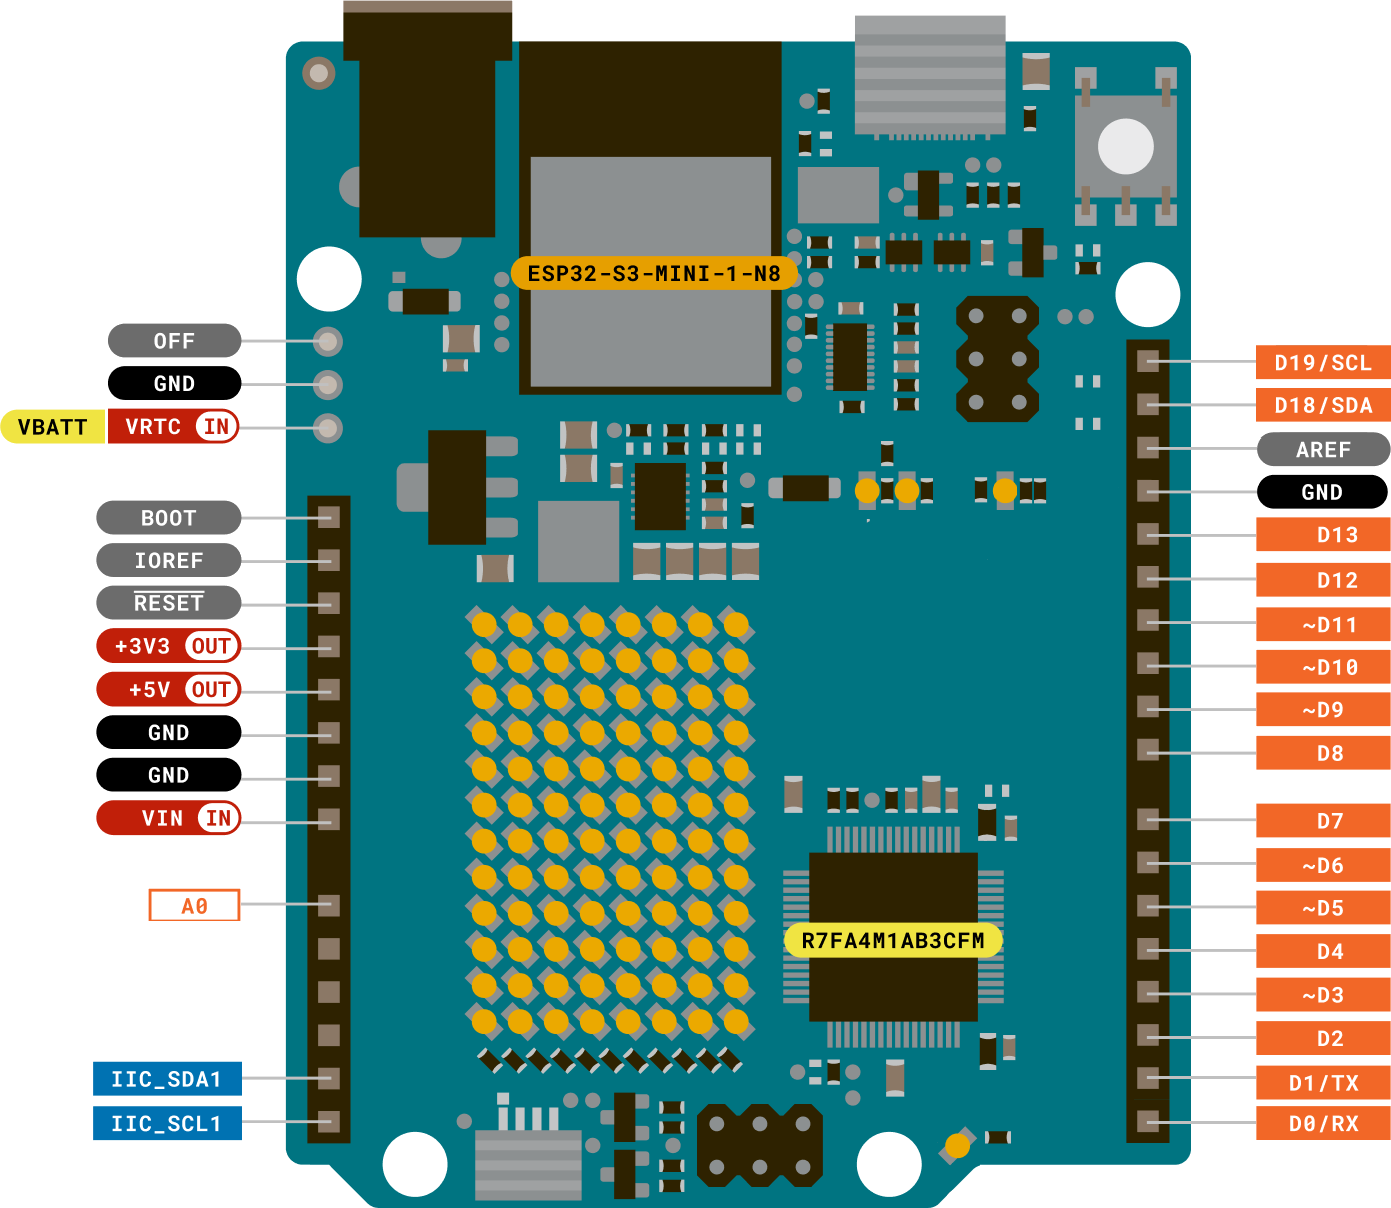 ESP32-S3-MINI-1-N8
OFF
GND
VBATT VRTC IN
BOOT
IOREF
RESET
+3V3 OUT
+5V OUT
GND
GND
VIN IN
A0
IIC_SDA1
IIC_SCL1
R7FA4M1AB3CFM
D19/SCL
D18/SDA
AREF
GND
D13
D12
~D11
~D10
~D9
D8
D7
~D6
~D5
D4
~D3
D2
D1/TX
D0/RX